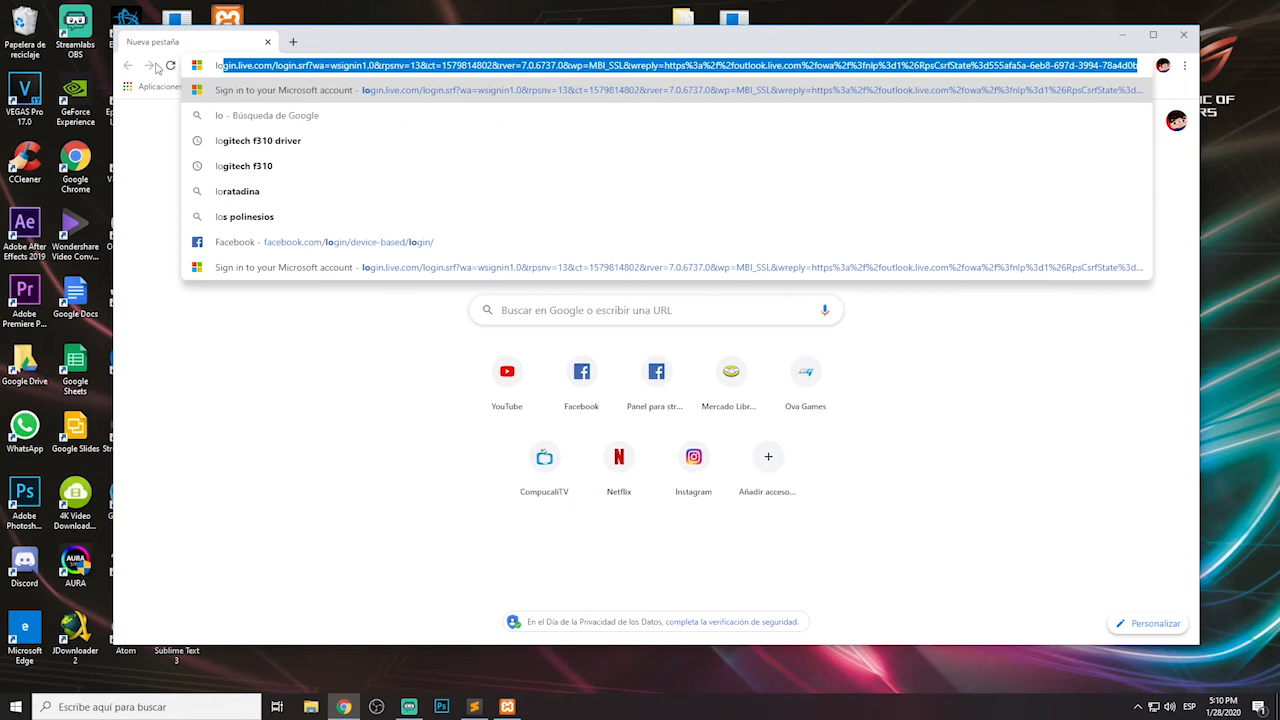 Nueva pestaña
login.live.com/login.srf?wa=wsignin1.0&rpsnv=13&ct=1579814802&rver=7.0.6737.0&wp=MBI_SSL&wreply=https%3a%2f%2foutlook.live.com%2fowa%2f%3fnlp%3d1%26RpsCsrfState%3d555afa5a-6eb8-697d-3994-78a4d0b
Aplicaciones
Sign in to your Microsoft account - login.live.com/login.srf?wa=wsignin1.0&rpsnv=13&ct=1579814802&rver=7.0.6737.0&wp=MBI_SSL&wreply=https%3a%2f%2foutlook.live.com%2fowa%2f%3fnlp%3d1%26RpsCsrfState%3d...
lo - Búsqueda de Google
logitech f310 driver
logitech f310
loratadina
los polinesios
Facebook - facebook.com/login/device-based/login/
Sign in to your Microsoft account - login.live.com/login.srf?wa=wsignin1.0&rpsnv=13&ct=1579814802&rver=7.0.6737.0&wp=MBI_SSL&wreply=https%3a%2f%2foutlook.live.com%2fowa%2f%3fnlp%3d1%26RpsCsrfState%3d...
Buscar en Google o escribir una URL
YouTube
Facebook
Panel para str...
Mercado Libr...
Ova Games
CompucaliTV
Netflix
Instagram
Añadir acceso...
En el Día de la Privacidad de los Datos, completa la verificación de seguridad.
Personalizar
Papelera de
reciclaje
Streamlabs
OBS
VEGAS Pro
17.0
GeForce
Experience
CCleaner
Google
Chrome
Adobe After
Effects 2019
Video
Conv...
Adobe
Premiere P...
Google Docs
Google Drive
Google
Sheets
WhatsApp
Google
Slides
Adobe
Photosho...
4K Video
Download...
Discord
AURA
Microsoft
Edge
Internet
Downlo...
2
Atom
Sublime Text
3
IC OF
RS
Escribe aquí para buscar
ESP
5:10 PM
1/28/2020
1